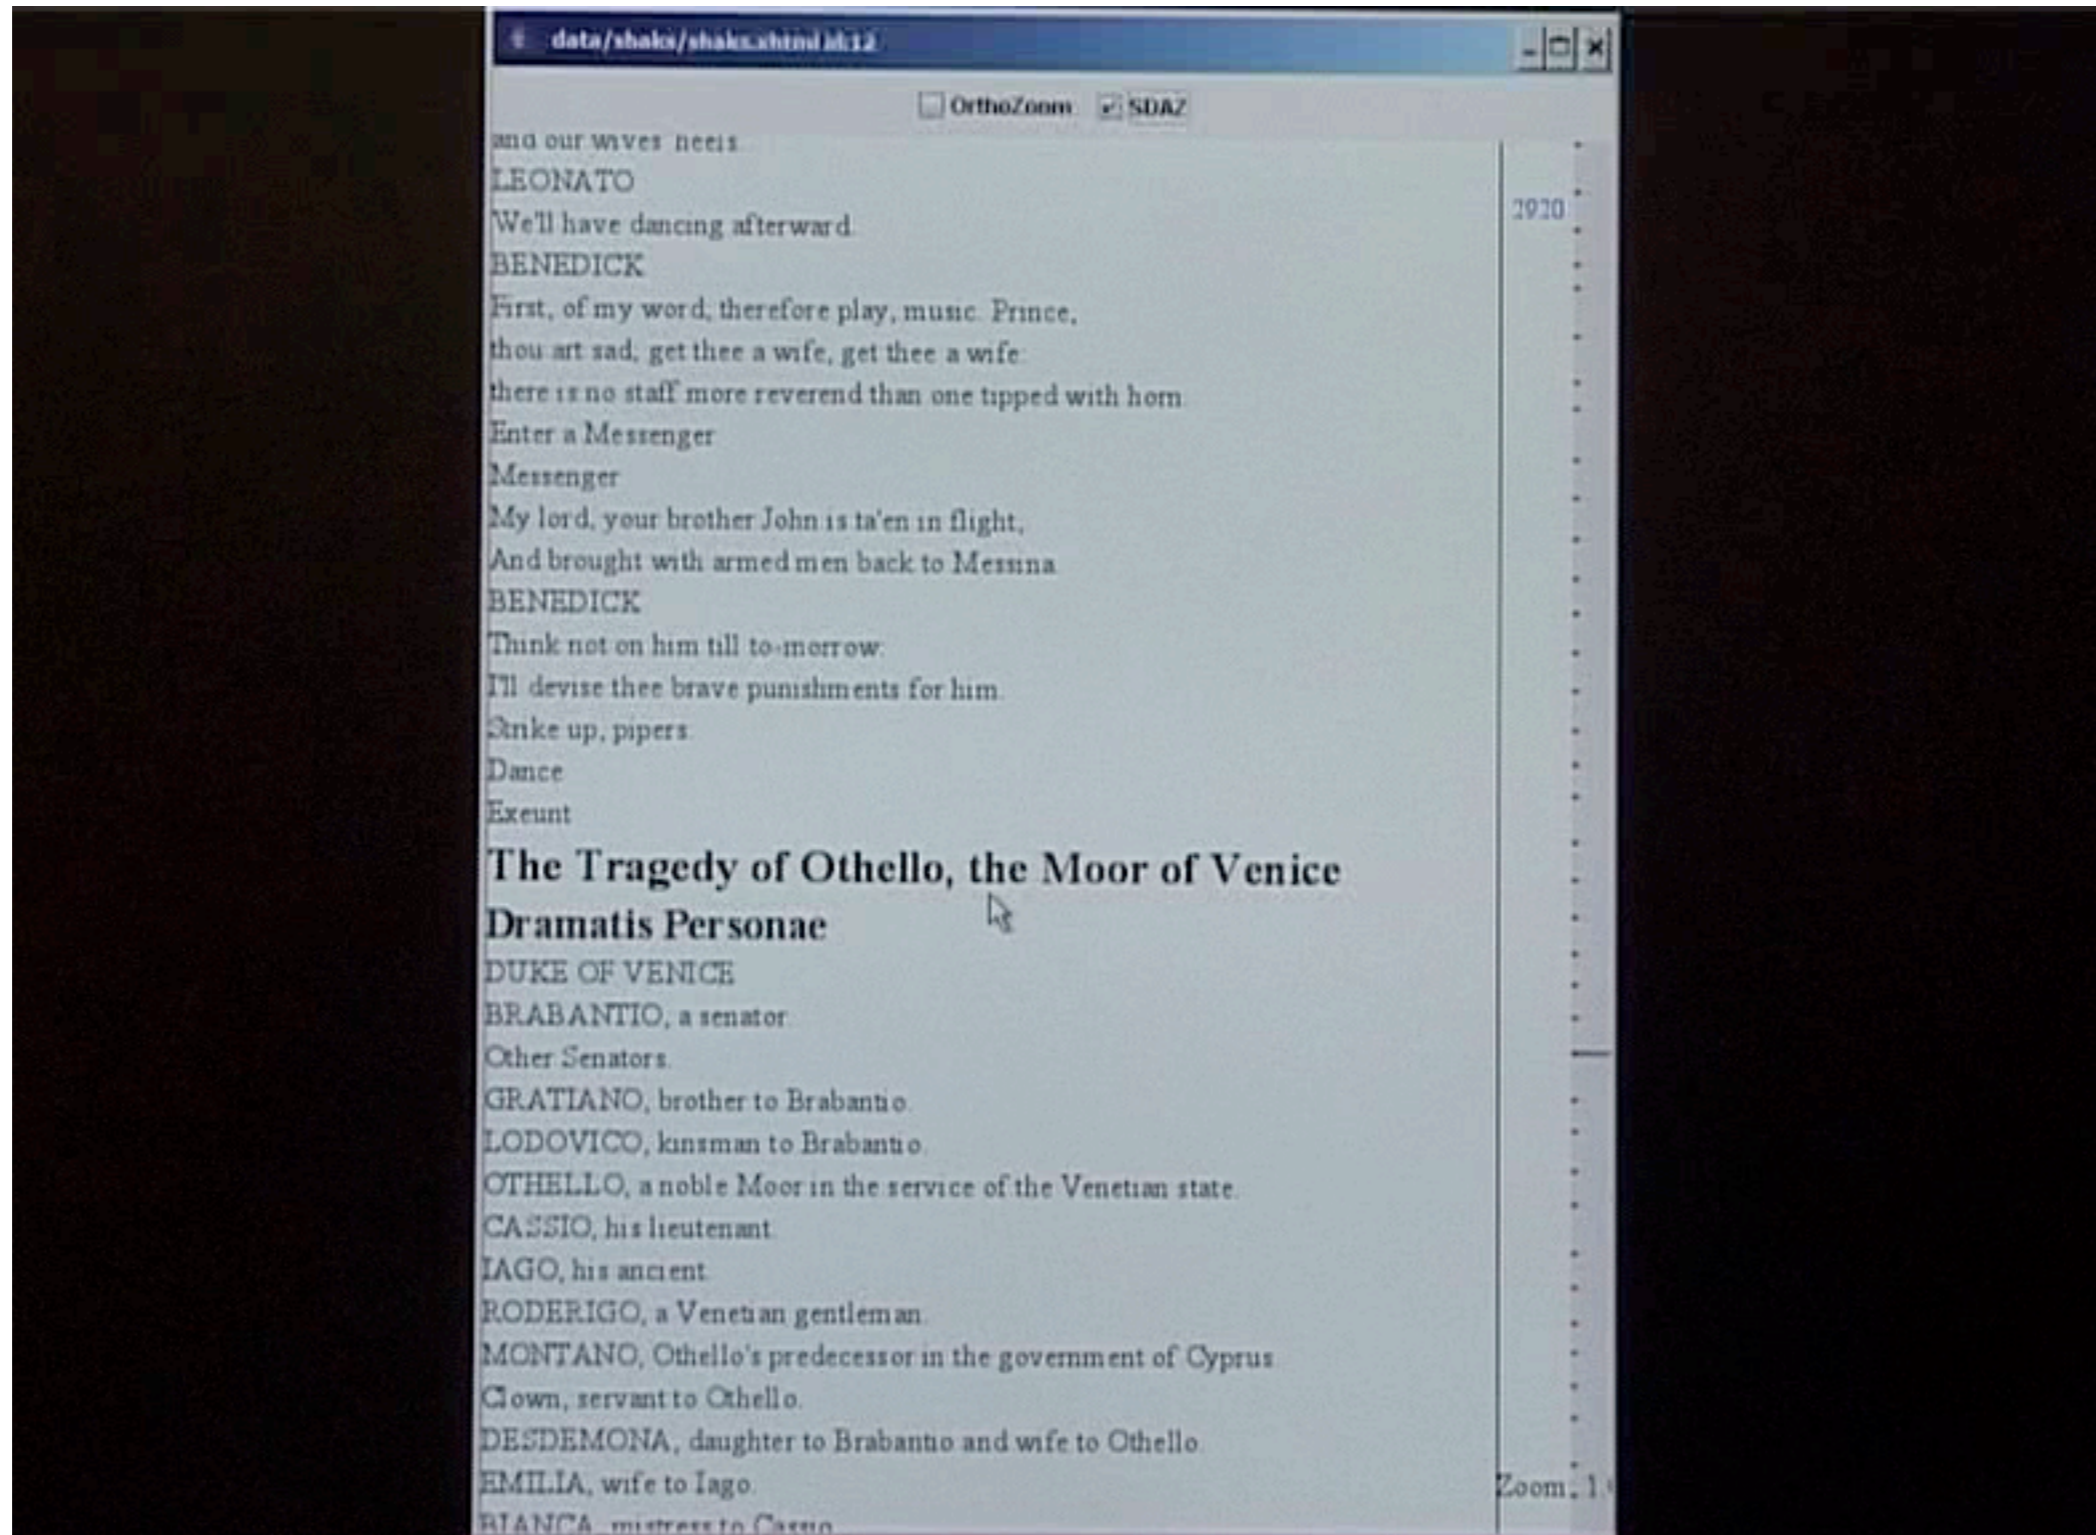 data/shaks/shaks.xhtml id:12
OrthoZoom SDAZ
and our wives' heels.
LEONATO
We'll have dancing afterward.
2920
BENEDICK
First, of my word; therefore play, music. Prince,
thou art sad; get thee a wife, get thee a wife:
there is no staff more reverend than one tipped with horn.
Enter a Messenger
Messenger
My lord, your brother John is ta'en in flight,
And brought with armed men back to Messina.
BENEDICK
Think not on him till to-morrow:
I'll devise thee brave punishments for him.
Strike up, pipers.
Dance
Exeunt
The Tragedy of Othello, the Moor of Venice
Dramatis Personae
DUKE OF VENICE
BRABANTIO, a senator.
Other Senators.
GRATIANO, brother to Brabantio.
LODOVICO, kinsman to Brabantio.
OTHELLO, a noble Moor in the service of the Venetian state.
CASSIO, his lieutenant.
IAGO, his ancient.
RODERIGO, a Venetian gentleman.
MONTANO, Othello's predecessor in the government of Cyprus.
Clown, servant to Othello.
DESDEMONA, daughter to Brabantio and wife to Othello.
EMILIA, wife to Iago.
Zoom: 1.
BIANCA, mistress to Cassio.